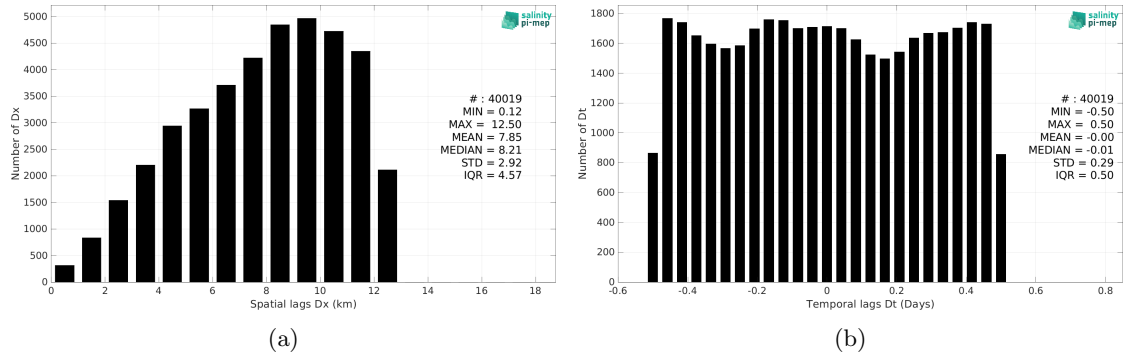 5000
4500
4000
3500
3000
2500
2000
1500
1000
500
0
Number of Dx
0 2 4 6 8 10 12 14 16 18
Spatial lags Dx (km)
salinity
pi-mep
# : 40019
MIN = 0.12
MAX = 12.50
MEAN = 7.85
MEDIAN = 8.21
STD = 2.92
IQR = 4.57
(a)
1800
1600
1400
1200
1000
800
600
400
200
0
Number of Dt
-0.6 -0.4 -0.2 0 0.2 0.4 0.6 0.8
Temporal lags Dt (Days)
salinity
pi-mep
# : 40019
MIN = -0.50
MAX = 0.50
MEAN = -0.00
MEDIAN = -0.01
STD = 0.29
IQR = 0.50
(b)